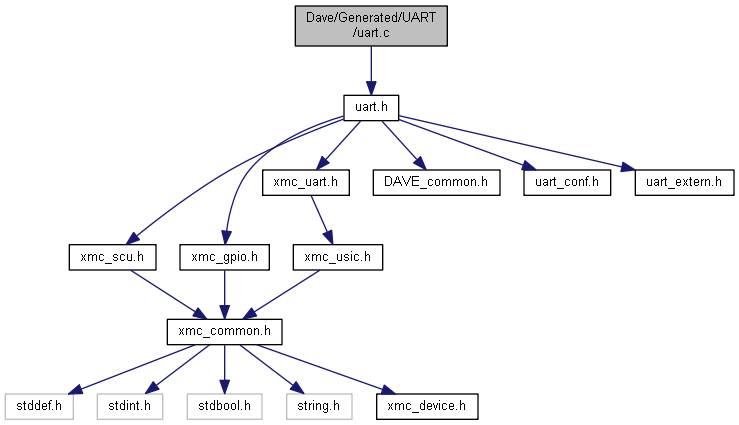 Dave/Generated/UART
/uart.c
uart.h
xmc_uart.h
DAVE_common.h
uart_conf.h
uart_extern.h
xmc_scu.h
xmc_gpio.h
xmc_usic.h
xmc_common.h
stddef.h
stdint.h
stdbool.h
string.h
xmc_device.h